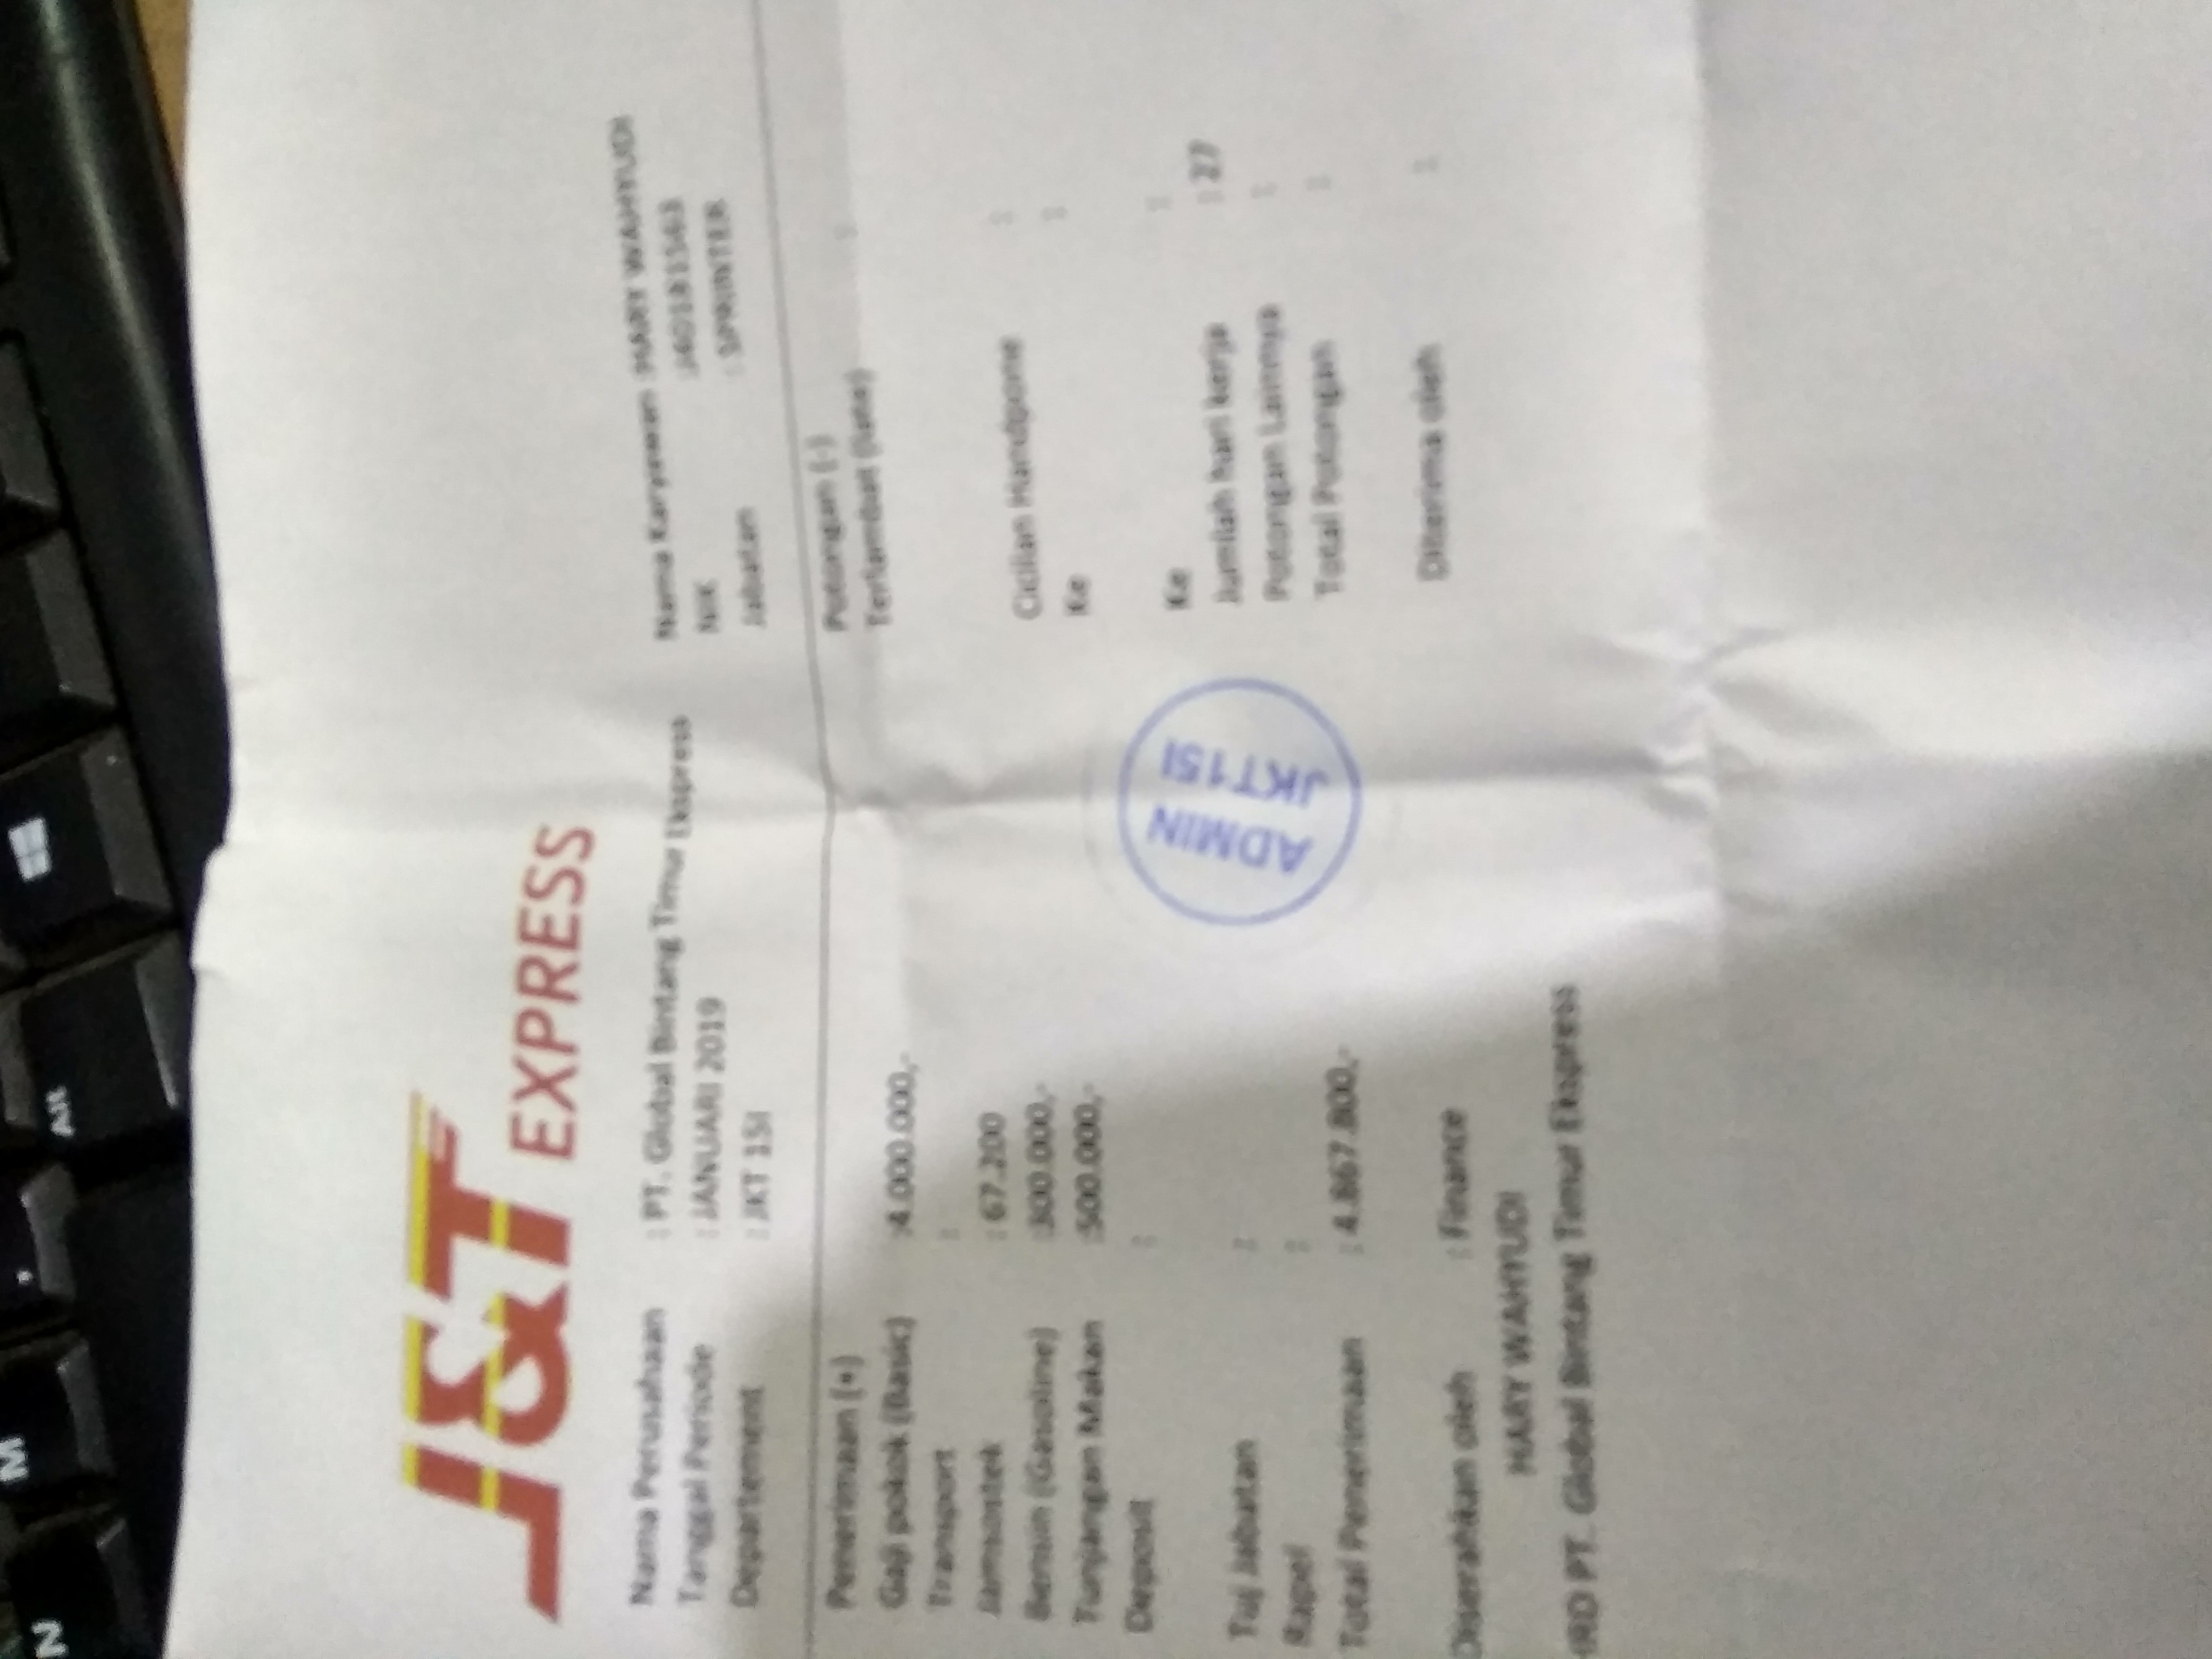 J&T EXPRESS
Nama Perusahaan : PT. Global Bintang Timur Ekspress
Tanggal Periode : JANUARI 2019
Departement : JKT 1SI
Nama Karyawan :HARY WAHYUDI
NIK
Jabatan : SPRINTER
Penerimaan (+)
Gaji pokok (Basic) :4.000.000,-
Transport :
Jamsostek : 67.200
Bensin (Gasoline) :300.000,-
Tunjangan Makan :500.000,-
Deposit :
Tuj Jabatan :
Rapel :
Total Penerimaan : 4.867.800,-
Potongan (-)
Terlambat (late) :
Cicilan Handpone :
Ke :
Ke :
Jumlah hari kerja : 27
Potongan Lainnya :
Total Potongan :
ADMIN
JKT1SI
Diserahkan oleh : Finance
Diterima oleh :
HARY WAHYUDI
HRD PT. Global Bintang Timur Ekspress
N
M
Alt